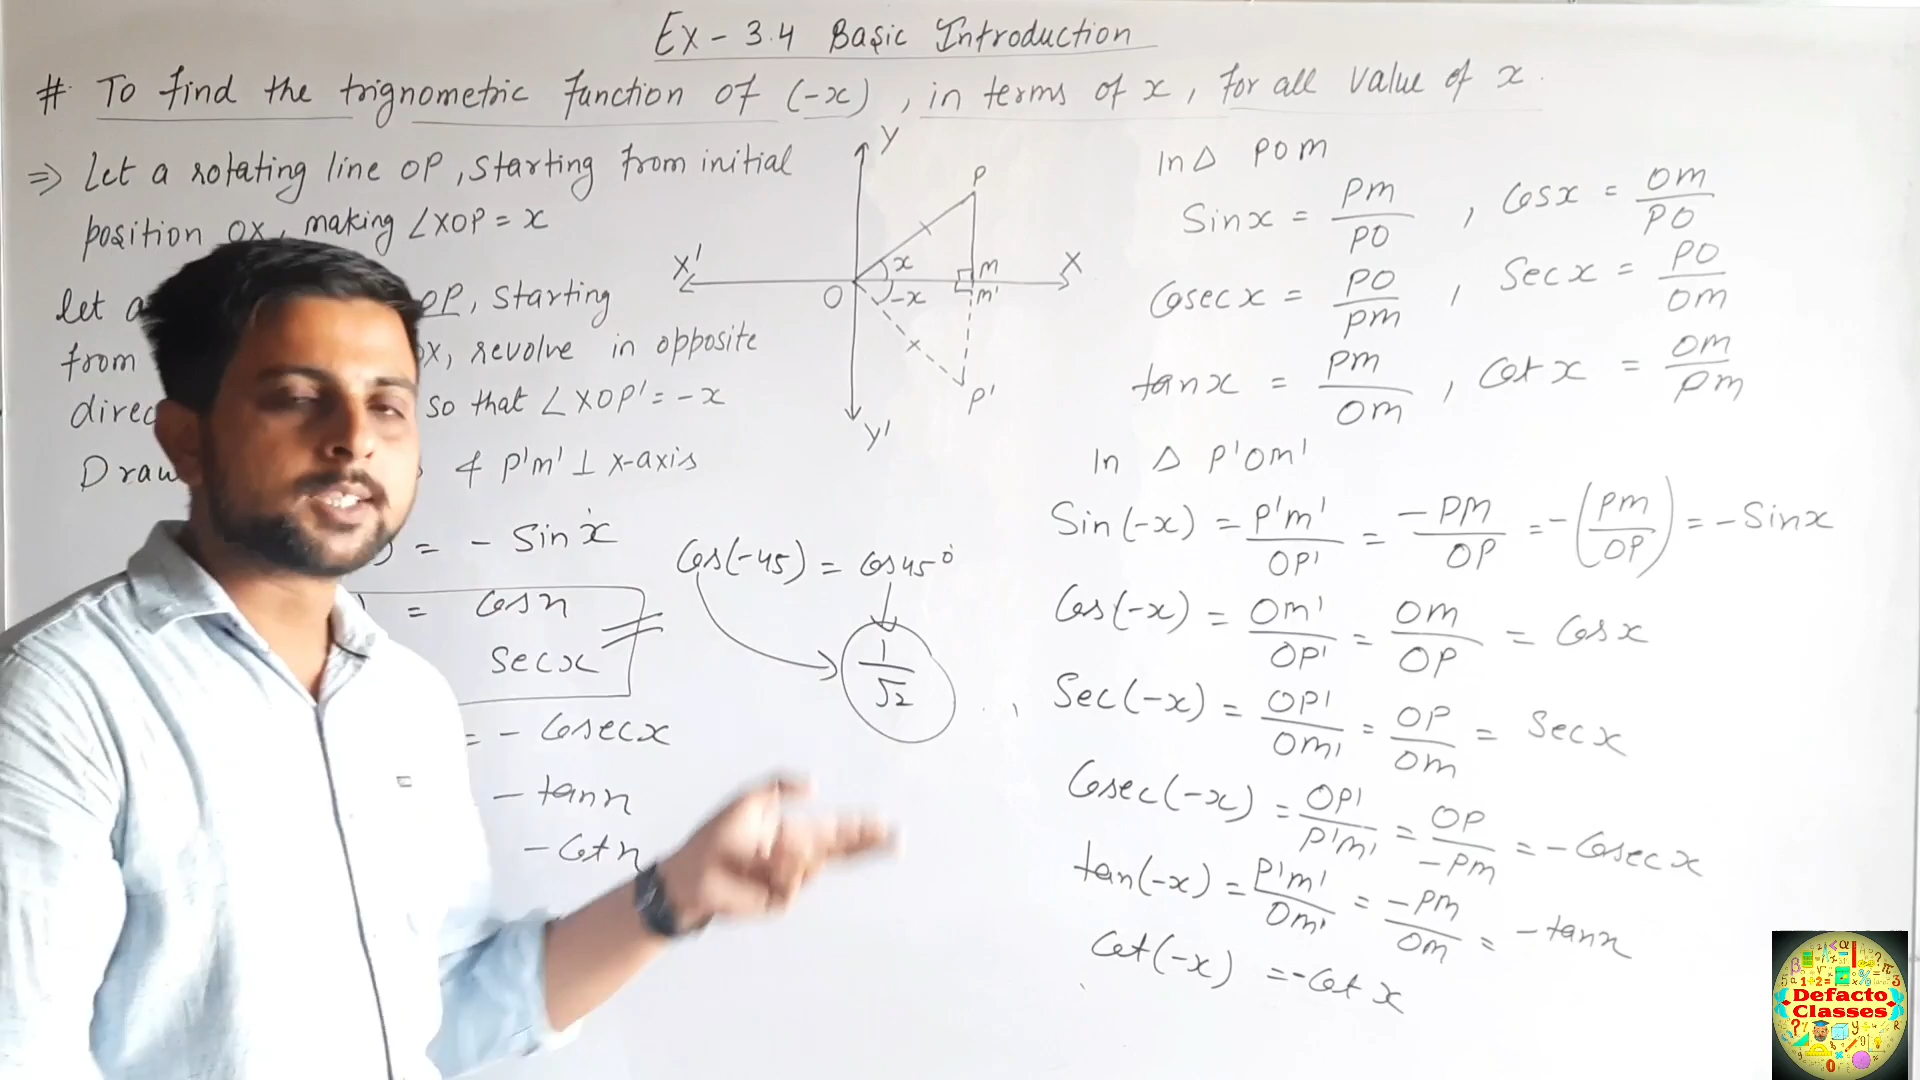 Ex - 3.4 Basic Introduction
# To find the trignometric function of (-x), in terms of x, for all value of x.
⇒ Let a rotating line OP, starting from initial
position OX, making ∠XOP = x
Let a OP, starting
from OX, revolve in opposite
direc so that ∠XOP' = -x
Draw & P'M' ⊥ X-axis
) = - Sin x
) = Cos x
Sec x
= - Cosec x
= - tan x
- Cot x
Cos(-45) = Cos 45°
1/√2
Y
P
X'
x
M
X
O
-x
M'
P'
Y'
In Δ POM
Sin x = PM/PO , Cos x = OM/PO
Cosec x = PO/PM , Sec x = PO/OM
tan x = PM/OM , Cot x = OM/PM
In Δ P'OM'
Sin(-x) = P'M'/OP' = -PM/OP = -(PM/OP) = - Sin x
Cos(-x) = OM'/OP' = OM/OP = Cos x
Sec(-x) = OP'/OM' = OP/OM = Sec x
Cosec(-x) = OP'/P'M' = OP/-PM = - Cosec x
tan(-x) = P'M'/OM' = -PM/OM = - tan x
Cot(-x) = - Cot x
Defacto
Classes